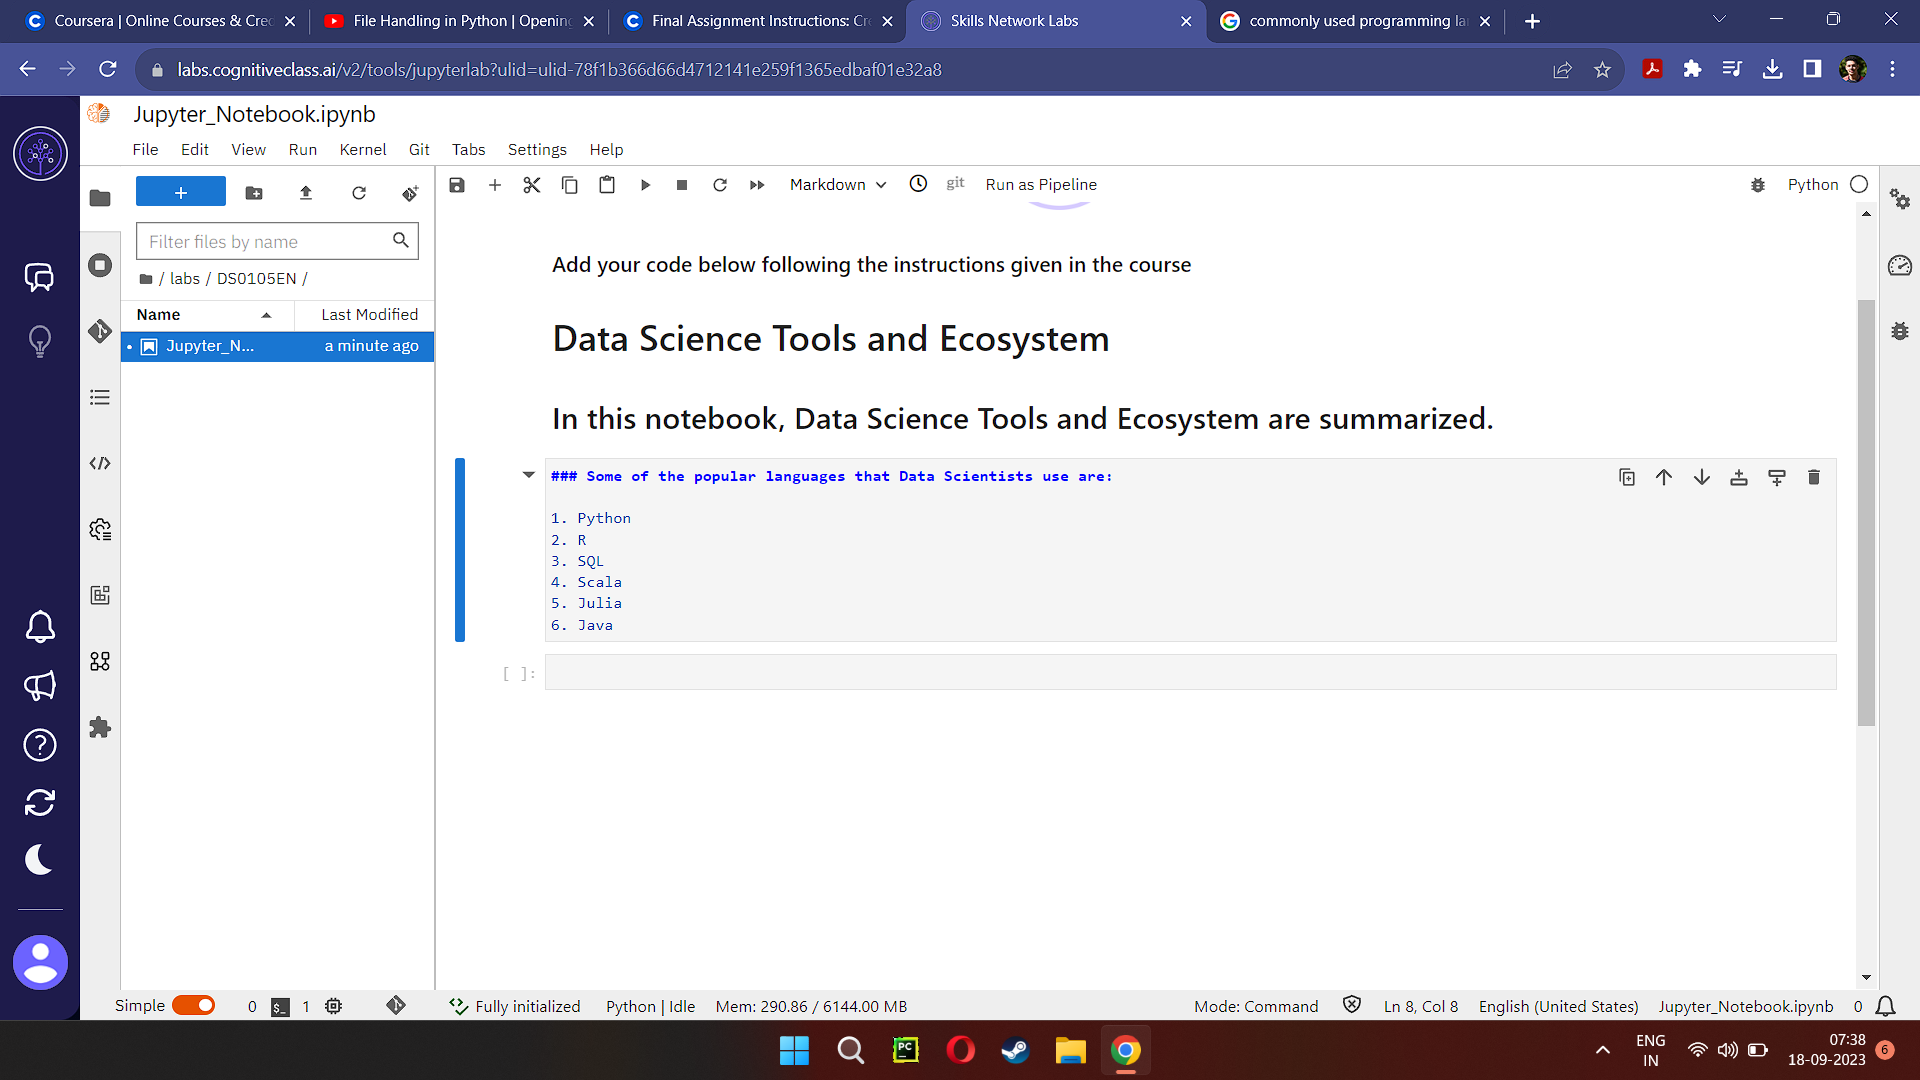 Coursera | Online Courses & Cre
File Handling in Python | Opening
Final Assignment Instructions: Cr
Skills Network Labs
commonly used programming la
labs.cognitiveclass.ai/v2/tools/jupyterlab?ulid=ulid-78f1b366d66d4712141e259f1365edbaf01e32a8
Jupyter_Notebook.ipynb
File Edit View Run Kernel Git Tabs Settings Help
Markdown git Run as Pipeline Python
Filter files by name
/ labs / DS0105EN /
Name Last Modified
Jupyter_N... a minute ago
Add your code below following the instructions given in the course
Data Science Tools and Ecosystem
In this notebook, Data Science Tools and Ecosystem are summarized.
### Some of the popular languages that Data Scientists use are:
1. Python
2. R
3. SQL
4. Scala
5. Julia
6. Java
[ ]:
Simple 0 $_ 1 Fully initialized Python | Idle Mem: 290.86 / 6144.00 MB Mode: Command Ln 8, Col 8 English (United States) Jupyter_Notebook.ipynb 0
PC
ENG
IN
07:38
18-09-2023
6